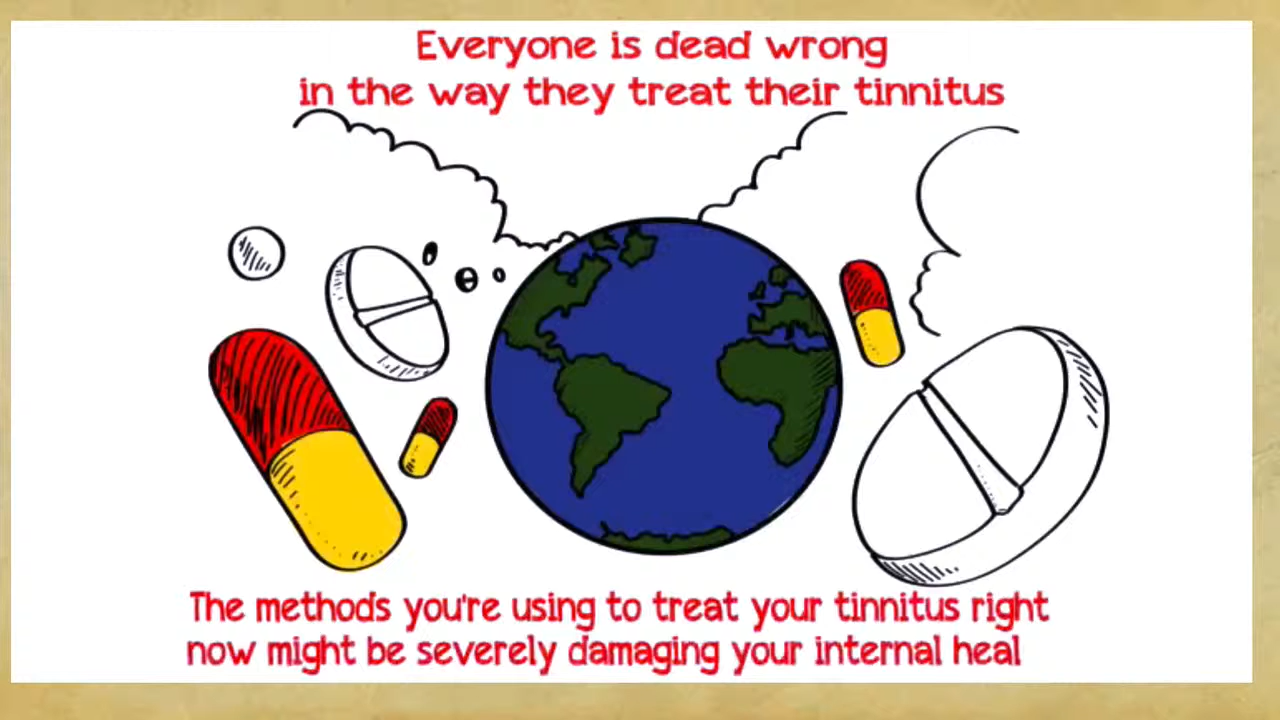 Everyone is dead wrong
in the way they treat their tinnitus
The methods you're using to treat your tinnitus right
now might be severely damaging your internal heal